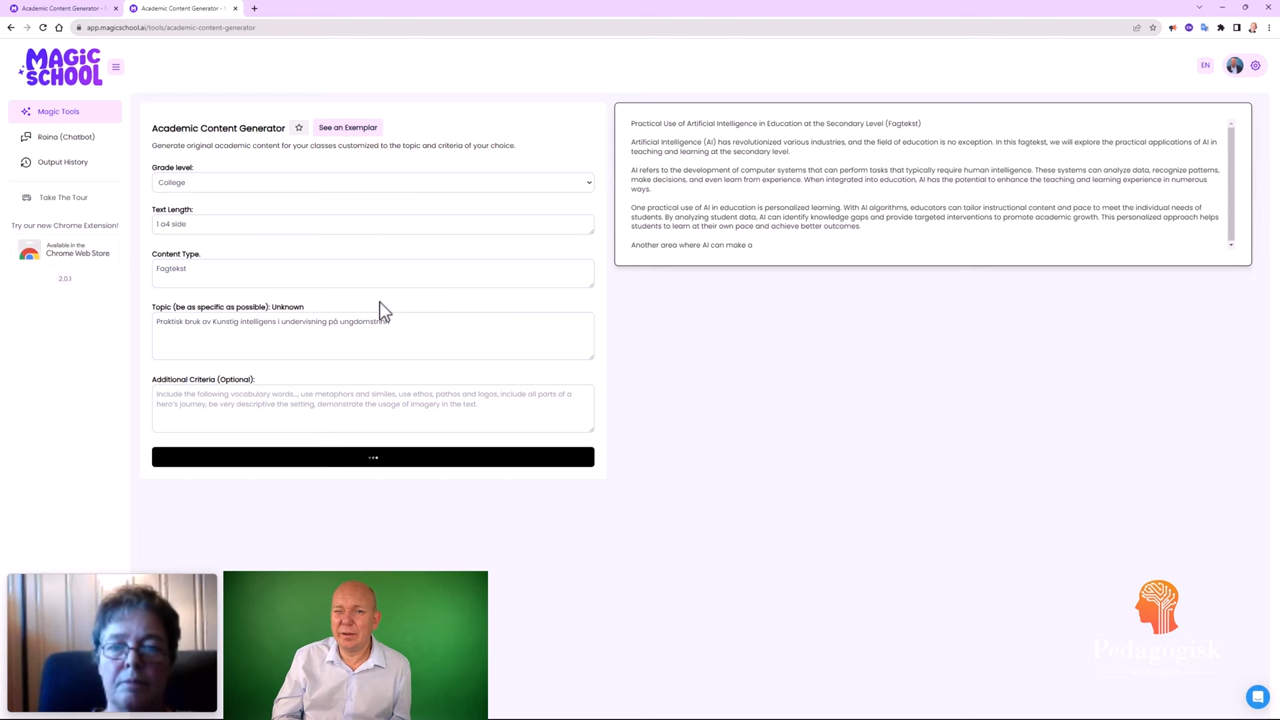 Academic Content Generator -
Academic Content Generator -
app.magicschool.ai/tools/academic-content-generator
MAGIC
SCHOOL
EN
Magic Tools
Raina (Chatbot)
Output History
Take The Tour
Try our new Chrome Extension!
Available in the
Chrome Web Store
2.0.1
Academic Content Generator
See an Exemplar
Generate original academic content for your classes customized to the topic and criteria of your choice.
Grade level:
College
Text Length:
1 a4 side
Content Type.
Fagtekst
Topic (be as specific as possible): Unknown
Praktisk bruk av Kunstig intelligens i undervisning på
Additional Criteria (Optional):
Include the following vocabulary words..., use metaphors and similes, use ethos, pathos and logos, include all parts of a
hero's journey, be very descriptive the setting, demonstrate the usage of imagery in the text.
Practical Use of Artificial Intelligence in Education at the Secondary Level (Fagtekst)
Artificial Intelligence (AI) has revolutionized various industries, and the field of education is no exception. In this fagtekst, we will explore the practical applications of AI in
teaching and learning at the secondary level.
AI refers to the development of computer systems that can perform tasks that typically require human intelligence. These systems can analyze data, recognize patterns,
make decisions, and even learn from experience. When integrated into education, AI has the potential to enhance the teaching and learning experience in numerous
ways.
One practical use of AI in education is personalized learning. With AI algorithms, educators can tailor instructional content and pace to meet the individual needs of
students. By analyzing student data, AI can identify knowledge gaps and provide targeted interventions to promote academic growth. This personalized approach helps
students to learn at their own pace and achieve better outcomes.
Another area where AI can make a
Pedagogisk